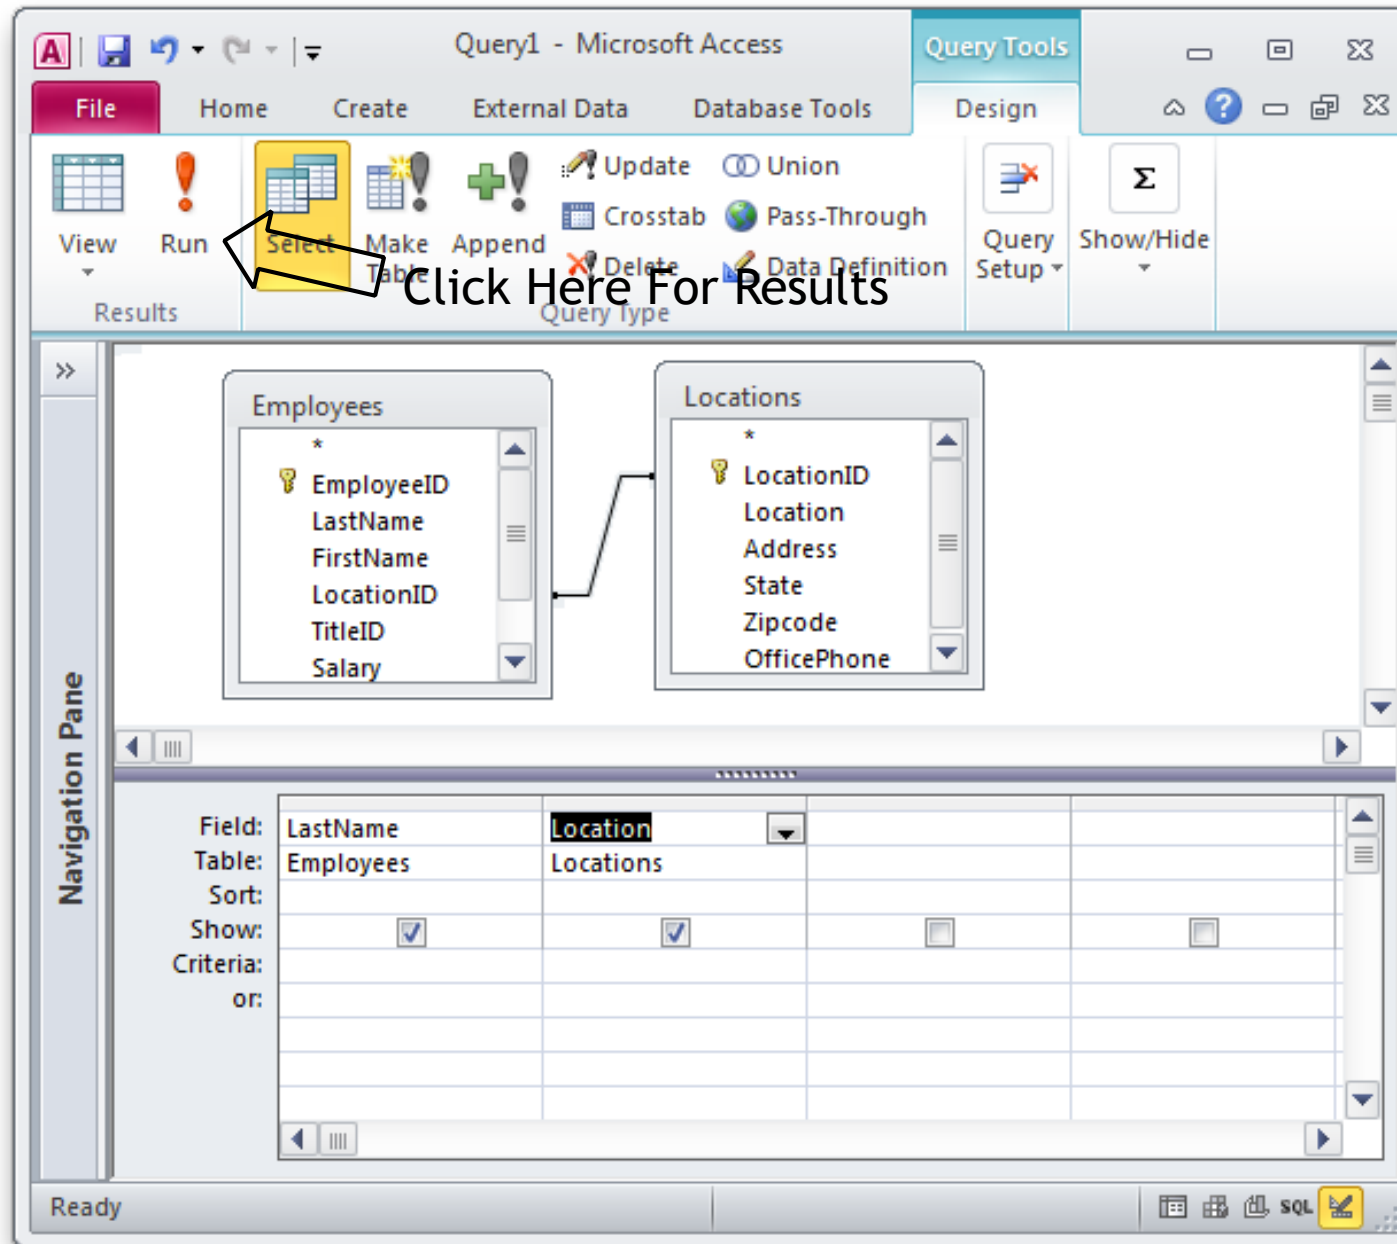 Query1 - Microsoft Access
Query Tools
File Home Create External Data Database Tools Design
View
Run
Select
Make Table
Append
Update
Crosstab
Delete
Union
Pass-Through
Data Definition
Query Setup
Σ
Show/Hide
Click Here For Results
Results
Query Type
Navigation Pane
Employees
*
EmployeeID
LastName
FirstName
LocationID
TitleID
Salary
Locations
*
LocationID
Location
Address
State
Zipcode
OfficePhone
Field: LastName Location
Table: Employees Locations
Sort:
Show:
Criteria:
or:
Ready
SQL